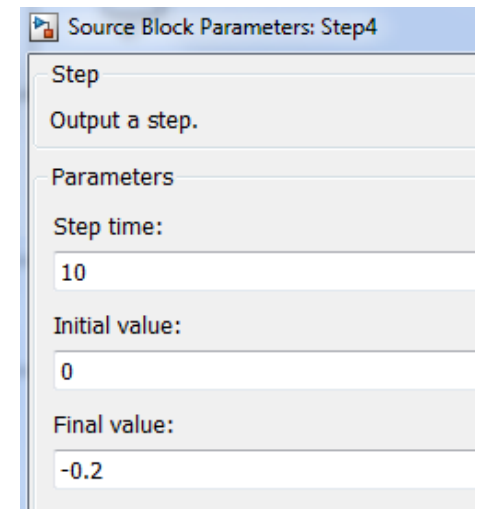 Source Block Parameters: Step4
Step
Output a step.
Parameters
Step time:
10
Initial value:
0
Final value:
-0.2